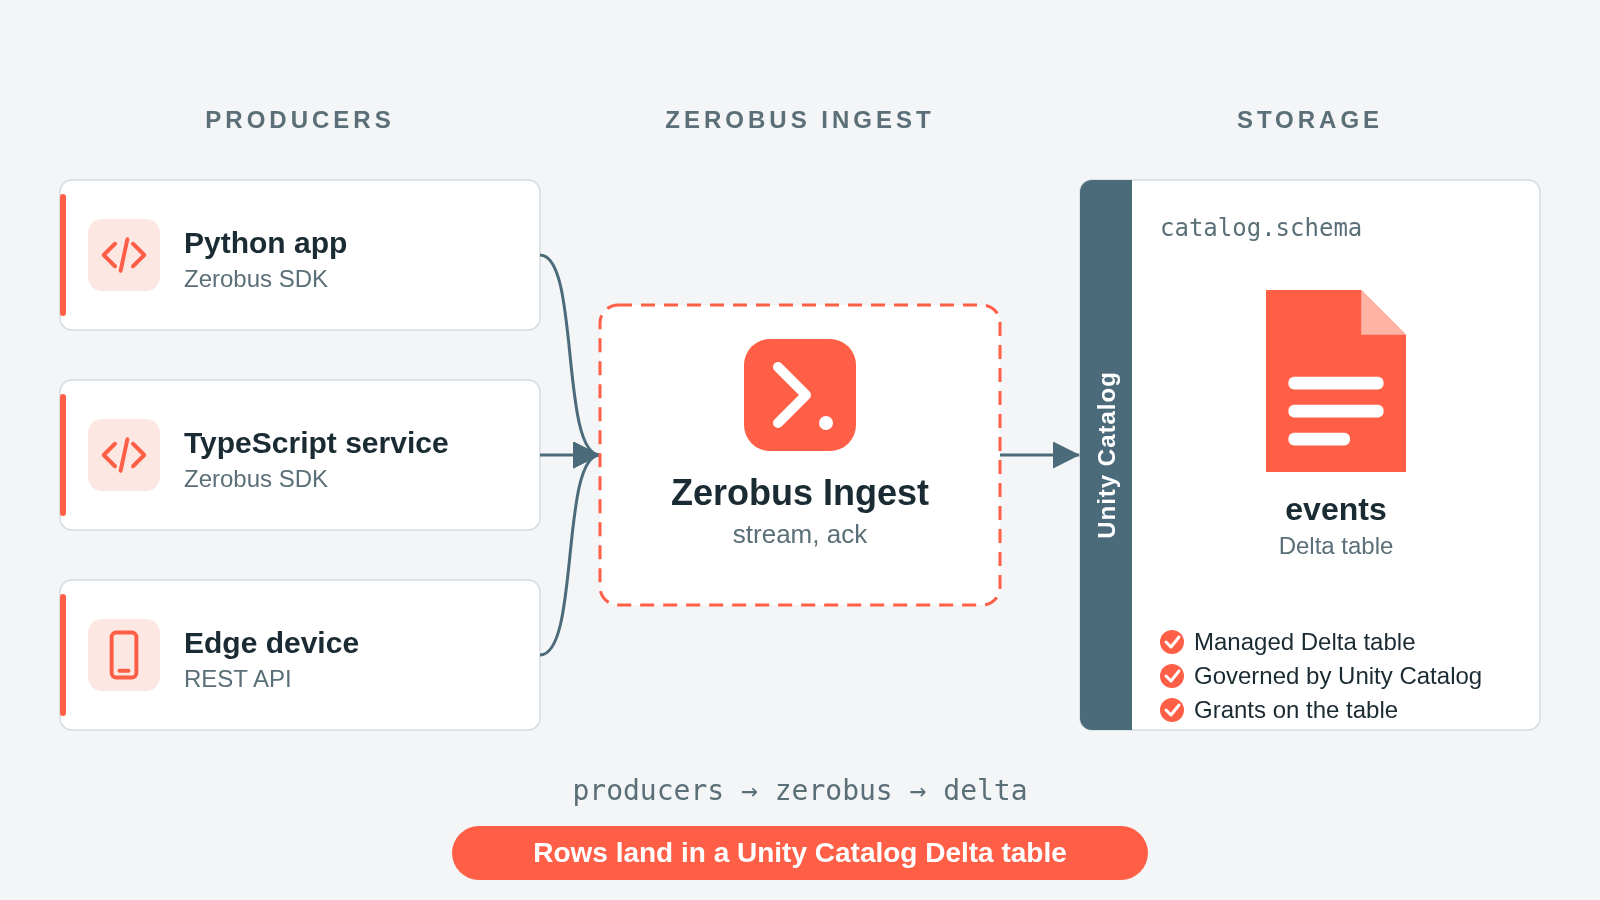 PRODUCERS
ZEROBUS INGEST
STORAGE
Python app
Zerobus SDK
TypeScript service
Zerobus SDK
Edge device
REST API
Zerobus Ingest
stream, ack
Unity Catalog
catalog.schema
events
Delta table
Managed Delta table
Governed by Unity Catalog
Grants on the table
producers → zerobus → delta
Rows land in a Unity Catalog Delta table